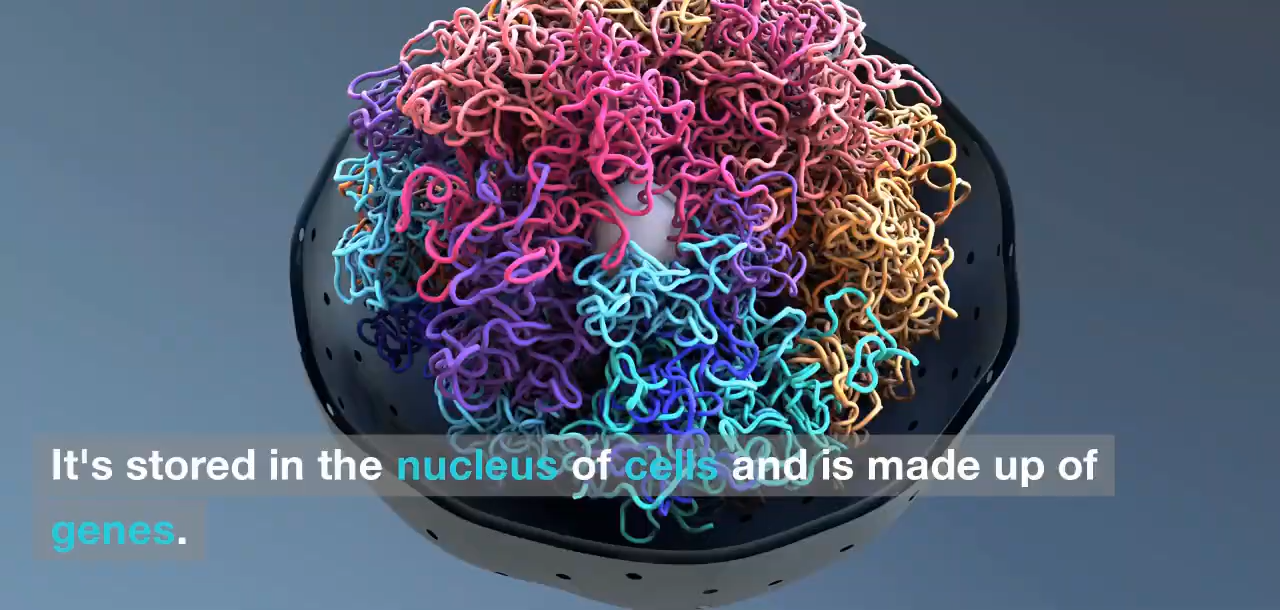 It's stored in the nucleus of cells and is made up of
genes.